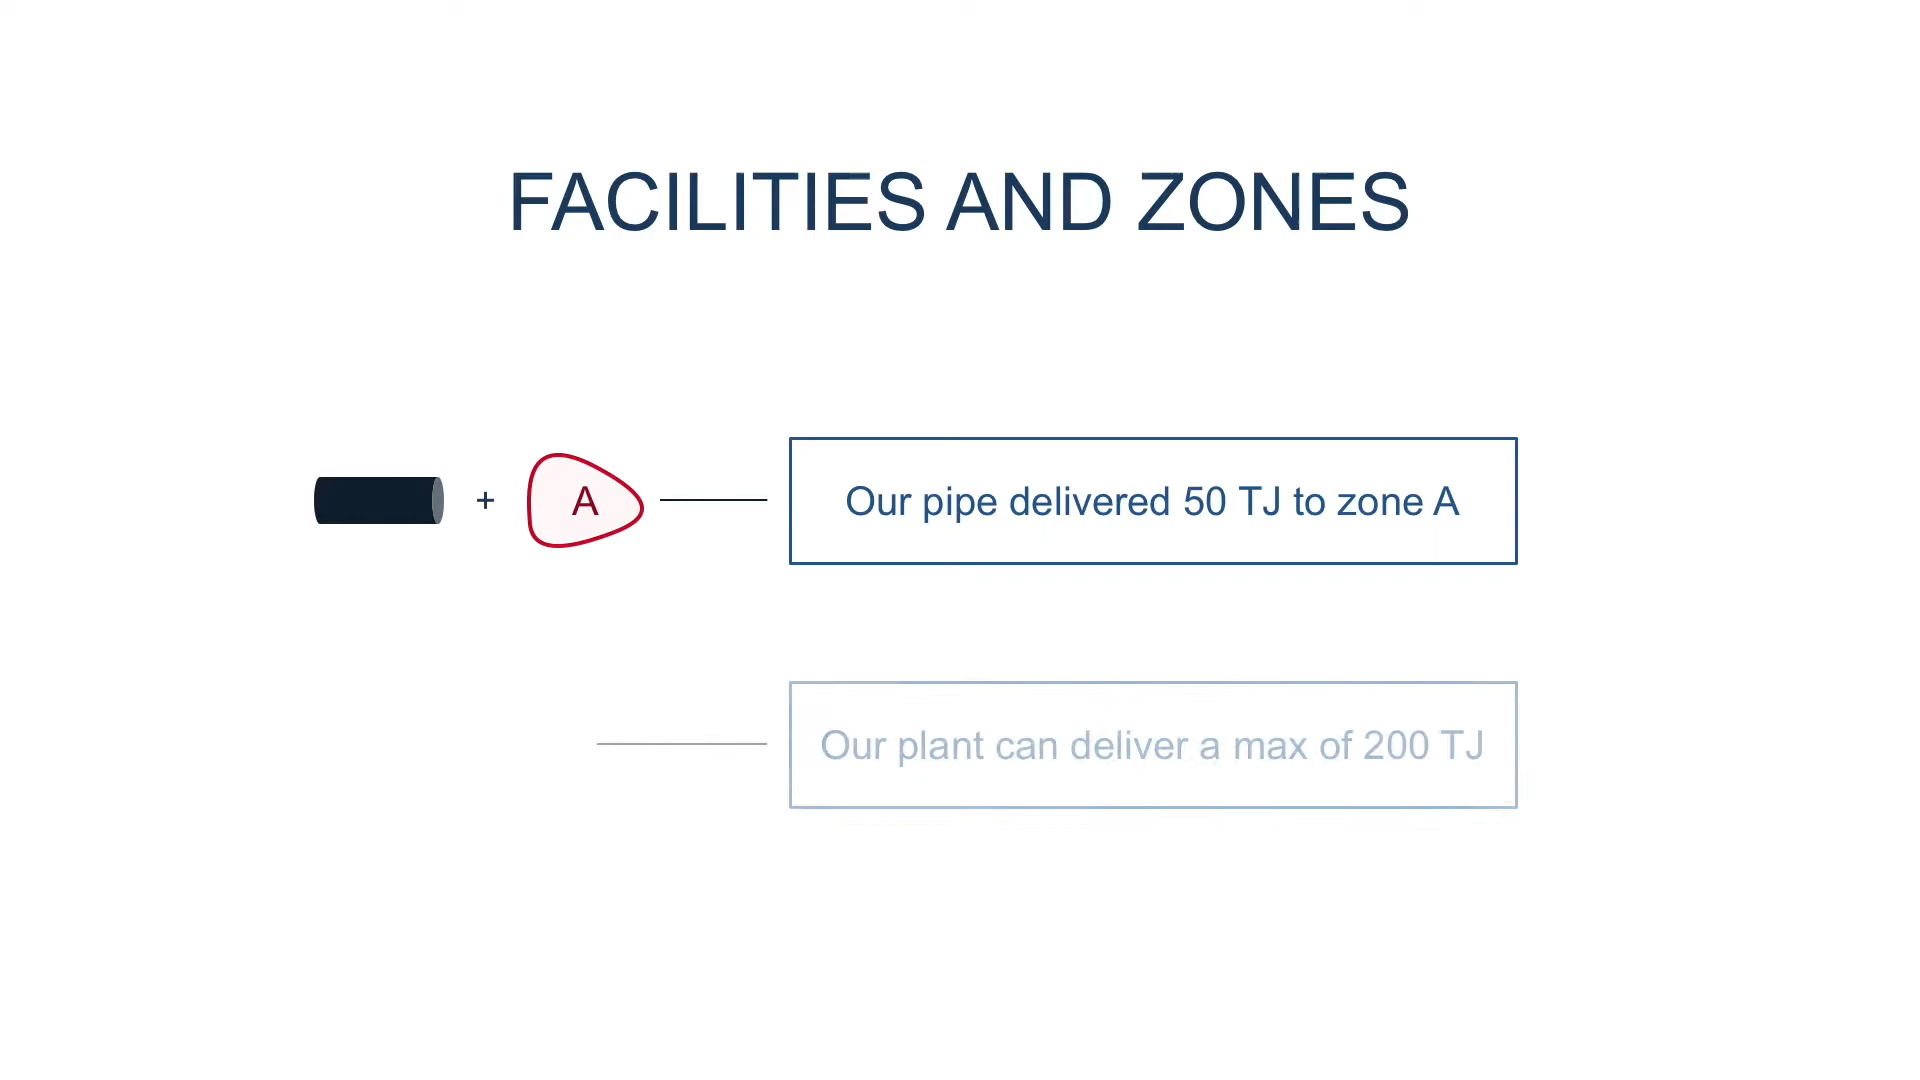 FACILITIES AND ZONES
+ A Our pipe delivered 50 TJ to zone A
Our plant can deliver a max of 200 TJ